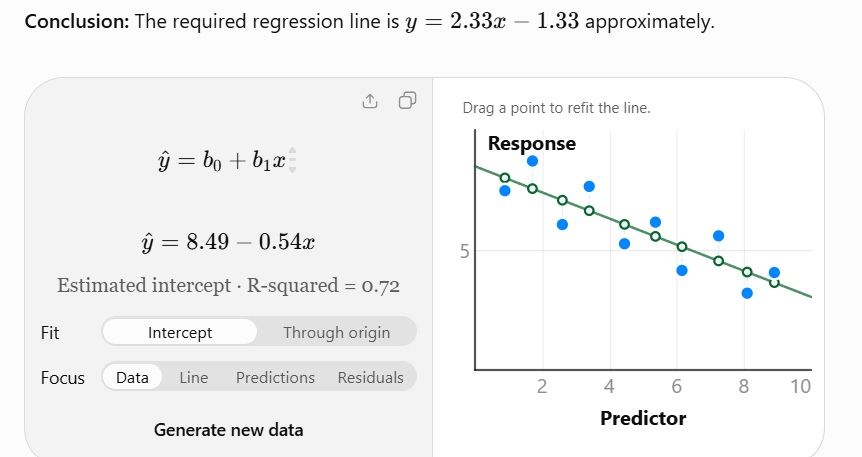 Conclusion: The required regression line is y = 2.33x − 1.33 approximately.
ŷ = b₀ + b₁x
ŷ = 8.49 − 0.54x
Estimated intercept · R-squared = 0.72
Fit Intercept Through origin
Focus Data Line Predictions Residuals
Generate new data
Drag a point to refit the line.
Response
5
2 4 6 8 10
Predictor